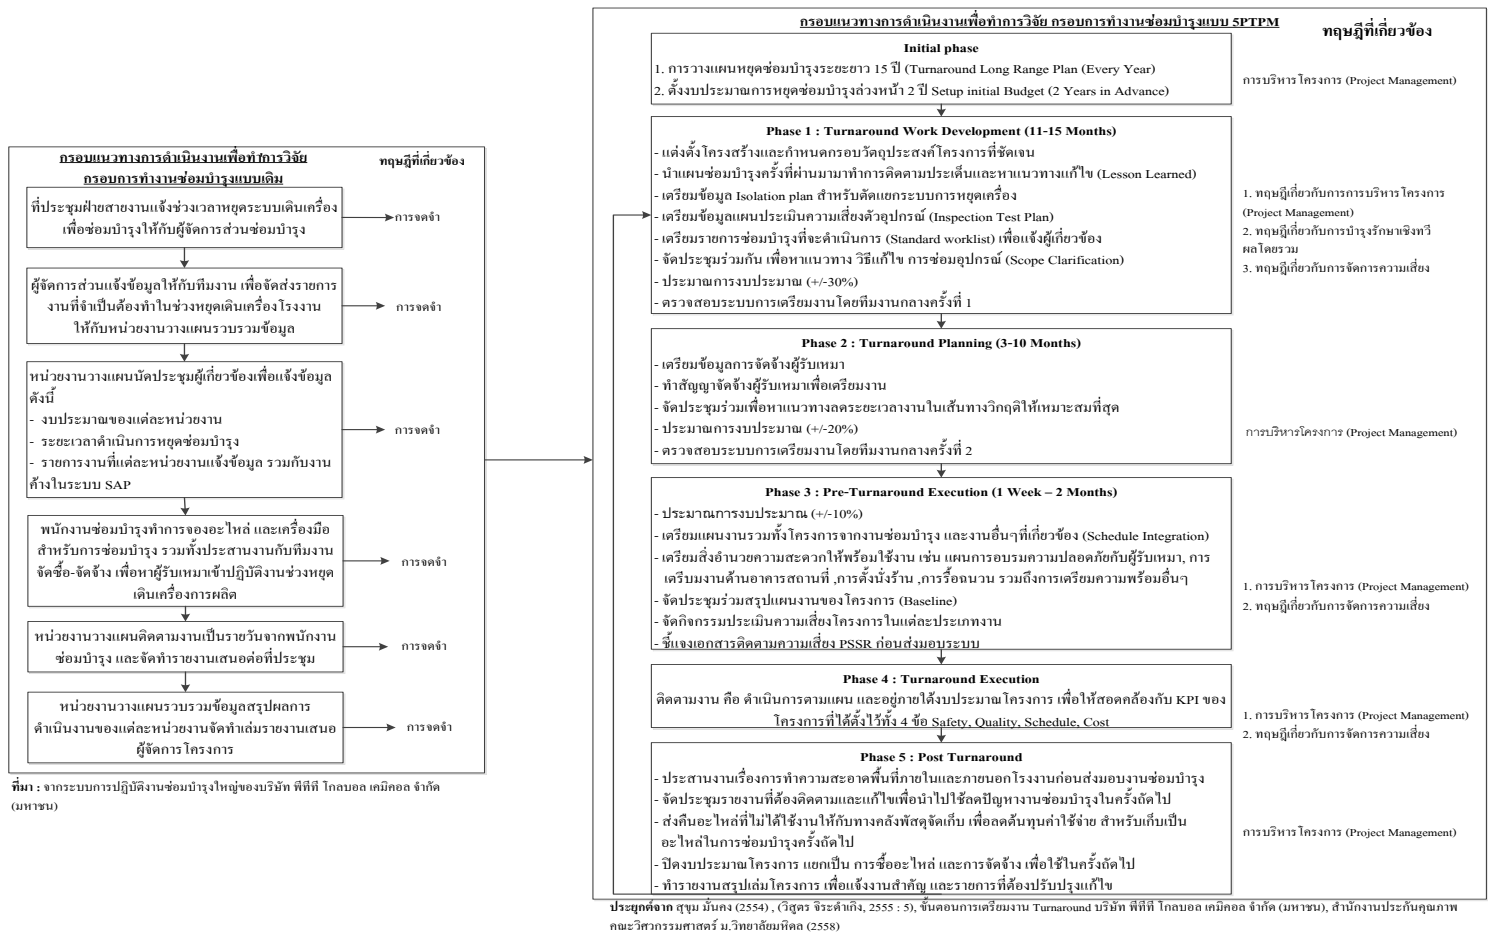 กรอบแนวทางการดำเนินงานเพื่อทำการวิจัย
กรอบการทำงานซ่อมบำรุงแบบเดิม
ทฤษฎีที่เกี่ยวข้อง
ที่ประชุมฝ่ายสายงานแจ้งช่วงเวลาหยุดระบบเดินเครื่อง
เพื่อซ่อมบำรุงให้กับผู้จัดการส่วนซ่อมบำรุง
การจดจำ
ผู้จัดการส่วนแจ้งข้อมูลให้กับทีมงาน เพื่อจัดส่งรายการ
งานที่จำเป็นต้องทำในช่วงหยุดเดินเครื่องโรงงาน
ให้กับหน่วยงานวางแผนรวบรวมข้อมูล
การจดจำ
หน่วยงานวางแผนนัดประชุมผู้เกี่ยวข้องเพื่อแจ้งข้อมูล
ดังนี้
- งบประมาณของแต่ละหน่วยงาน
- ระยะเวลาดำเนินการหยุดซ่อมบำรุง
- รายการงานที่แต่ละหน่วยงานแจ้งข้อมูล รวมกับงาน
ค้างในระบบ SAP
การจดจำ
พนักงานซ่อมบำรุงทำการจองอะไหล่ และเครื่องมือ
สำหรับการซ่อมบำรุง รวมทั้งประสานงานกับทีมงาน
จัดซื้อ-จัดจ้าง เพื่อหาผู้รับเหมาเข้าปฏิบัติงานช่วงหยุด
เดินเครื่องการผลิต
การจดจำ
หน่วยงานวางแผนติดตามงานเป็นรายวันจากพนักงาน
ซ่อมบำรุง และจัดทำรายงานเสนอต่อที่ประชุม
การจดจำ
หน่วยงานวางแผนรวบรวมข้อมูลสรุปผลการ
ดำเนินงานของแต่ละหน่วยงานจัดทำเล่มรายงานเสนอ
ผู้จัดการโครงการ
การจดจำ
ที่มา : จากระบบการปฏิบัติงานซ่อมบำรุงใหญ่ของบริษัท พีทีที โกลบอล เคมิคอล จำกัด
(มหาชน)
กรอบแนวทางการดำเนินงานเพื่อทำการวิจัย กรอบการทำงานซ่อมบำรุงแบบ 5PTPM
ทฤษฎีที่เกี่ยวข้อง
Initial phase
1. การวางแผนหยุดซ่อมบำรุงระยะยาว 15 ปี (Turnaround Long Range Plan (Every Year)
2. ตั้งงบประมาณการหยุดซ่อมบำรุงล่วงหน้า 2 ปี Setup initial Budget (2 Years in Advance)
การบริหารโครงการ (Project Management)
Phase 1 : Turnaround Work Development (11-15 Months)
- แต่งตั้งโครงสร้างและกำหนดกรอบวัตถุประสงค์โครงการที่ชัดเจน
- นำแผนซ่อมบำรุงครั้งที่ผ่านมามาทำการติดตามประเด็นและหาแนวทางแก้ไข (Lesson Learned)
- เตรียมข้อมูล Isolation plan สำหรับตัดแยกระบบการหยุดเครื่อง
- เตรียมข้อมูลแผนประเมินความเสี่ยงตัวอุปกรณ์ (Inspection Test Plan)
- เตรียมรายการซ่อมบำรุงที่จะดำเนินการ (Standard worklist) เพื่อแจ้งผู้เกี่ยวข้อง
- จัดประชุมร่วมกัน เพื่อหาแนวทาง วิธีแก้ไข การซ่อมอุปกรณ์ (Scope Clarification)
- ประมาณการงบประมาณ (+/-30%)
- ตรวจสอบระบบการเตรียมงานโดยทีมงานกลางครั้งที่ 1
1. ทฤษฎีเกี่ยวกับการการบริหารโครงการ
(Project Management)
2. ทฤษฎีเกี่ยวกับการบำรุงรักษาเชิงทวี
ผลโดยรวม
3. ทฤษฎีเกี่ยวกับการจัดการความเสี่ยง
Phase 2 : Turnaround Planning (3-10 Months)
- เตรียมข้อมูลการจัดจ้างผู้รับเหมา
- ทำสัญญาจัดจ้างผู้รับเหมาเพื่อเตรียมงาน
- จัดประชุมร่วมเพื่อหาแนวทางลดระยะเวลางานในเส้นทางวิกฤติให้เหมาะสมที่สุด
- ประมาณการงบประมาณ (+/-20%)
- ตรวจสอบระบบการเตรียมงานโดยทีมงานกลางครั้งที่ 2
การบริหารโครงการ (Project Management)
Phase 3 : Pre-Turnaround Execution (1 Week – 2 Months)
- ประมาณการงบประมาณ (+/-10%)
- เตรียมแผนงานรวมทั้งโครงการจากงานซ่อมบำรุง และงานอื่นๆที่เกี่ยวข้อง (Schedule Integration)
- เตรียมสิ่งอำนวยความสะดวกให้พร้อมใช้งาน เช่น แผนการอบรมความปลอดภัยกับผู้รับเหมา, การ
เตรีบมงานด้านอาคารสถานที่ ,การตั้งนั่งร้าน ,การรื้อฉนวน รวมถึงการเตรียมความพร้อมอื่นๆ
- จัดประชุมร่วมสรุปแผนงานของโครงการ (Baseline)
- จัดกิจกรรมประเมินความเสี่ยงโครงการในแต่ละประเภทงาน
- ชี้แจงเอกสารติดตามความเสี่ยง PSSR ก่อนส่งมอบระบบ
1. การบริหารโครงการ (Project Management)
2. ทฤษฎีเกี่ยวกับการจัดการความเสี่ยง
Phase 4 : Turnaround Execution
ติดตามงาน คือ ดำเนินการตามแผน และอยู่ภายใต้งบประมาณโครงการ เพื่อให้สอดคล้องกับ KPI ของ
โครงการที่ได้ตั้งไว้ทั้ง 4 ข้อ Safety, Quality, Schedule, Cost
1. การบริหารโครงการ (Project Management)
2. ทฤษฎีเกี่ยวกับการจัดการความเสี่ยง
Phase 5 : Post Turnaround
- ประสานงานเรื่องการทำความสะอาดพื้นที่ภายในและภายนอกโรงงานก่อนส่งมอบงานซ่อมบำรุง
- จัดประชุมรายงานที่ต้องติดตามและแก้ไขเพื่อนำไปใช้ลดปัญหางานซ่อมบำรุงในครั้งถัดไป
- ส่งคืนอะไหล่ที่ไม่ได้ใช้งานให้กับทางคลังพัสดุจัดเก็บ เพื่อลดต้นทุนค่าใช้จ่าย สำหรับเก็บเป็น
อะไหล่ในการซ่อมบำรุงครั้งถัดไป
- ปิดงบประมาณโครงการ แยกเป็น การซื้ออะไหล่ และการจัดจ้าง เพื่อใช้ในครั้งถัดไป
- ทำรายงานสรุปเล่มโครงการ เพื่อแจ้งงานสำคัญ และรายการที่ต้องปรับปรุงแก้ไข
การบริหารโครงการ (Project Management)
ประยุกต์จาก สุขุม มั่นคง (2554) , (วิสูตร จิระดำเกิง, 2555 : 5), ขั้นตอนการเตรียมงาน Turnaround บริษัท พีทีที โกลบอล เคมิคอล จำกัด (มหาชน), สำนักงานประกันคุณภาพ
คณะวิศวกรรมศาสตร์ ม.วิทยาลัยมหิดล (2558)